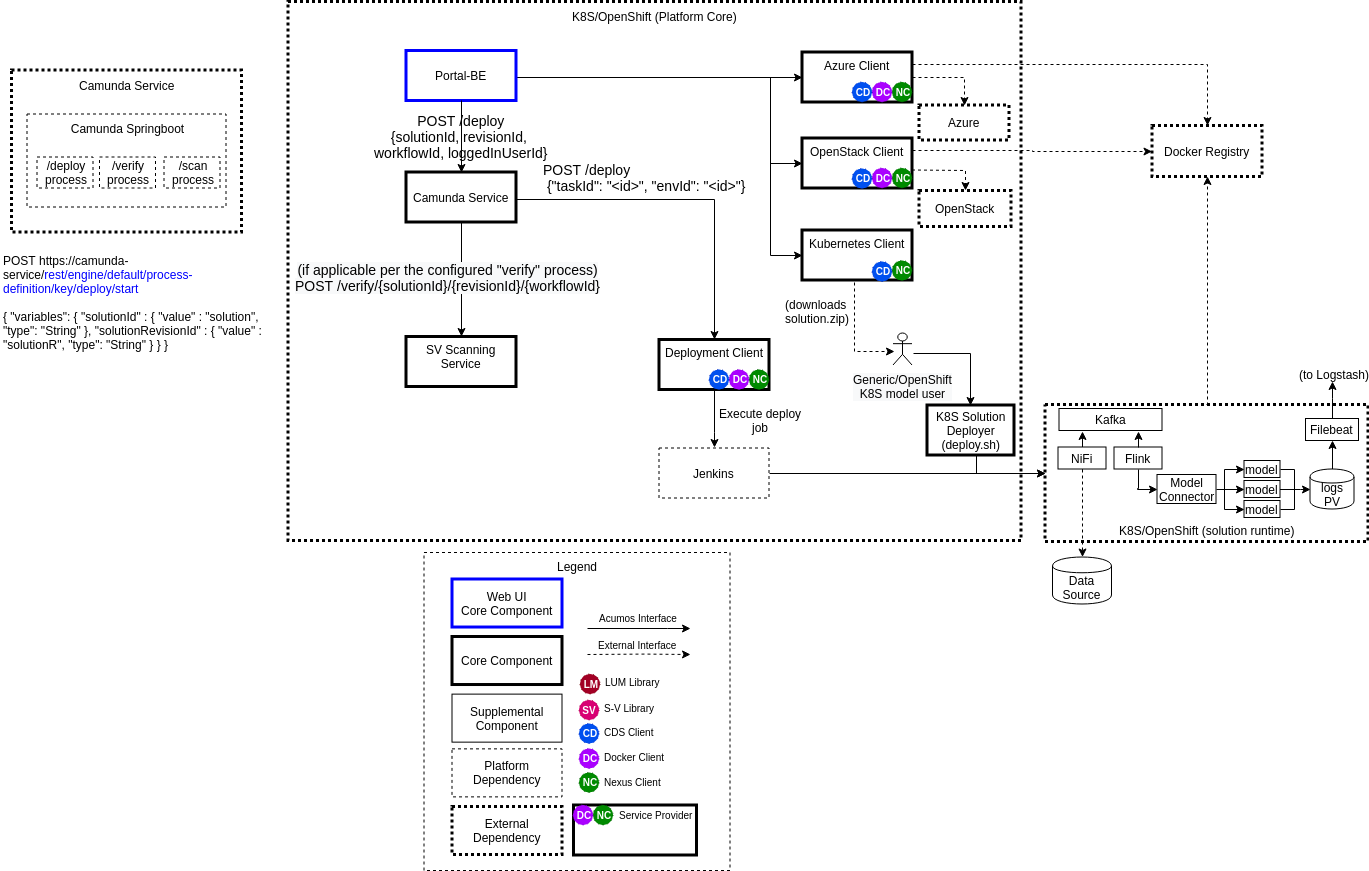 K8S/OpenShift (Platform Core)
Camunda Service
Camunda Springboot
/deploy
process
/verify
process
/scan
process
POST https://camunda-
service/rest/engine/default/process-
definition/key/deploy/start
{ "variables": { "solutionId" : { "value" : "solution",
"type": "String" }, "solutionRevisionId" : { "value" :
"solutionR", "type": "String" } } }
Portal-BE
POST /deploy
{solutionId, revisionId,
workflowId, loggedInUserId}
Camunda Service
POST /deploy
{"taskId": "<id>", "envId": "<id>"}
(if applicable per the configured "verify" process)
POST /verify/{solutionId}/{revisionId}/{workflowId}
SV Scanning
Service
Azure Client
CD DC NC
Azure
OpenStack Client
CD DC NC
OpenStack
Kubernetes Client
CD NC
(downloads
solution.zip)
Generic/OpenShift
K8S model user
Deployment Client
CD DC NC
Execute deploy
job
Jenkins
K8S Solution
Deployer
(deploy.sh)
Docker Registry
(to Logstash)
Kafka
Filebeat
NiFi
Flink
Model
Connector
model
model
model
logs
PV
K8S/OpenShift (solution runtime)
Data
Source
Legend
Web UI
Core Component
Core Component
Supplemental
Component
Platform
Dependency
External
Dependency
Acumos Interface
External Interface
LM LUM Library
SV S-V Library
CD CDS Client
DC Docker Client
NC Nexus Client
DC NC Service Provider